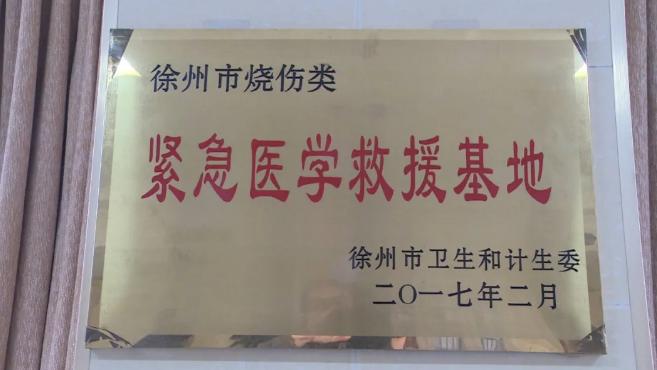 徐州市烧伤类
紧急医学救援基地
徐州市卫生和计生委
二〇一七年二月